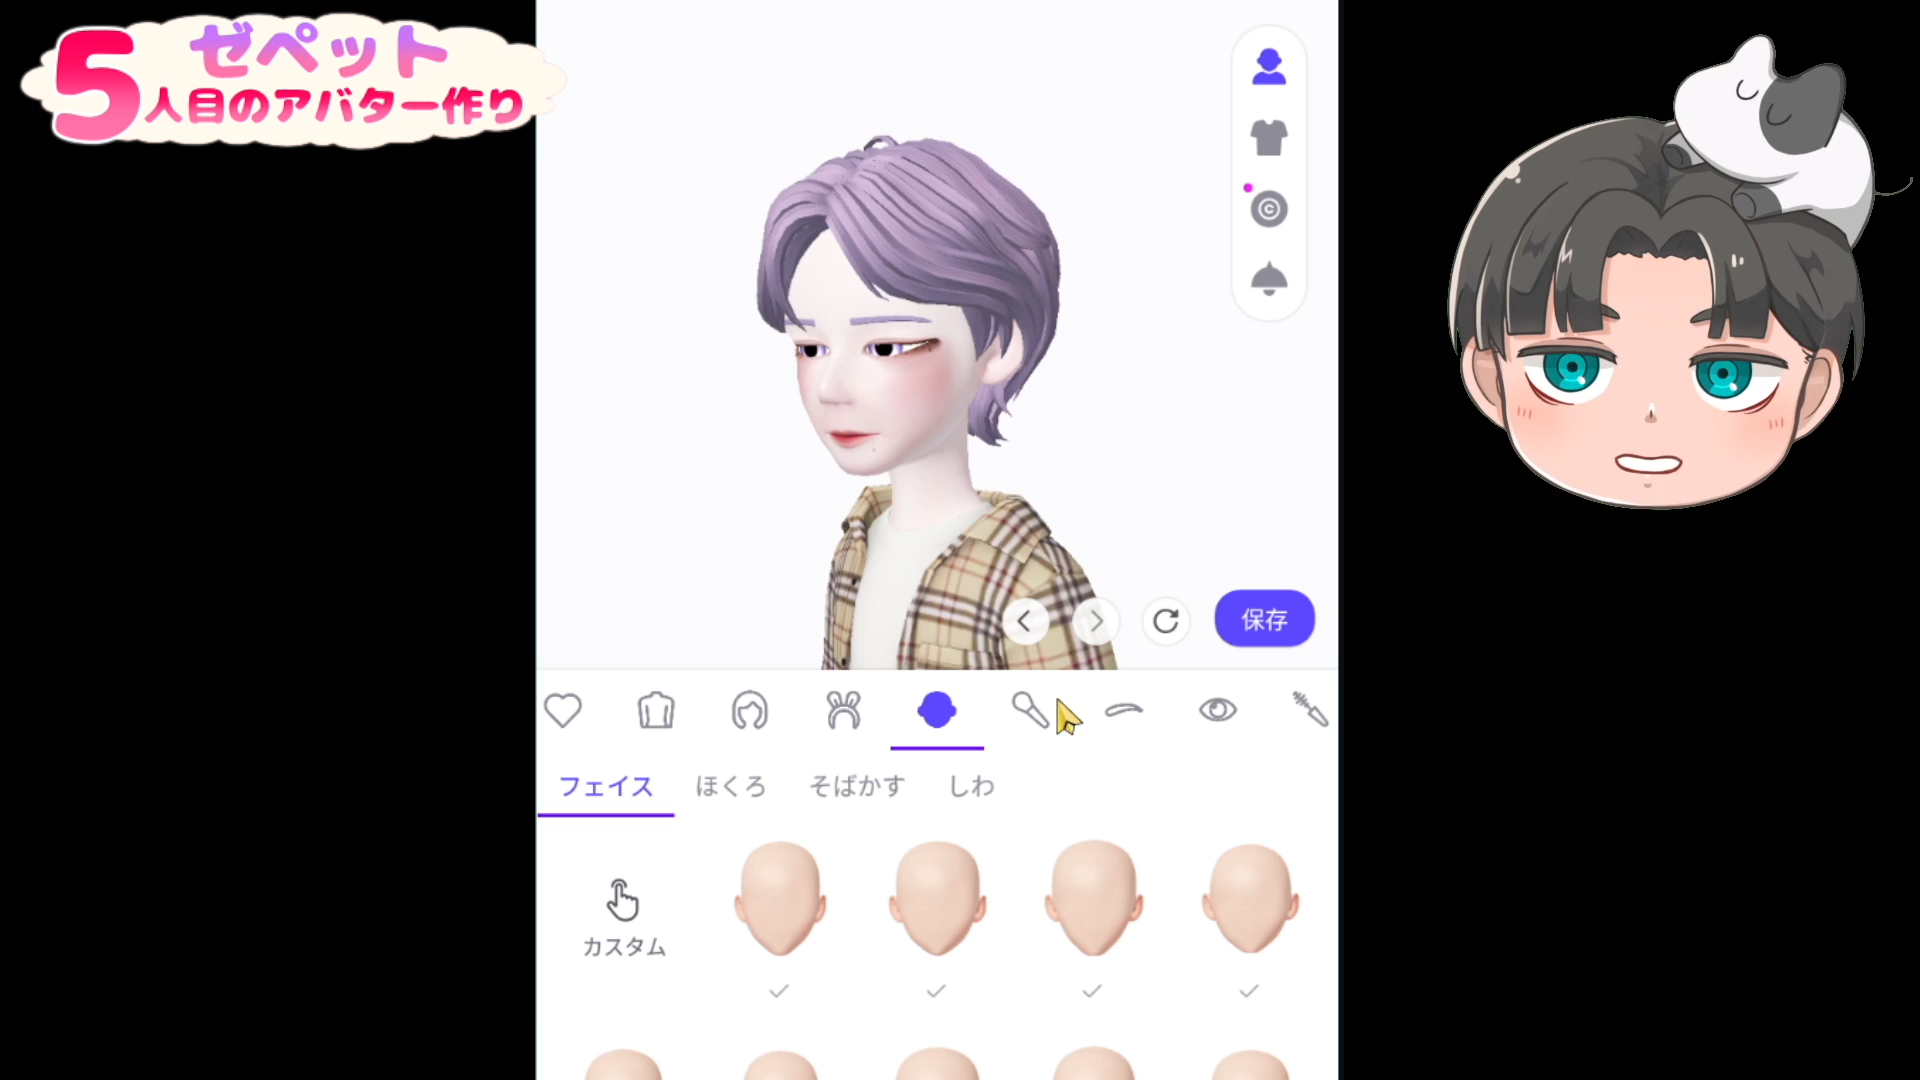 ゼペット
5人目のアバター作り
保存
フェイス ほくろ そばかす しわ
カスタム